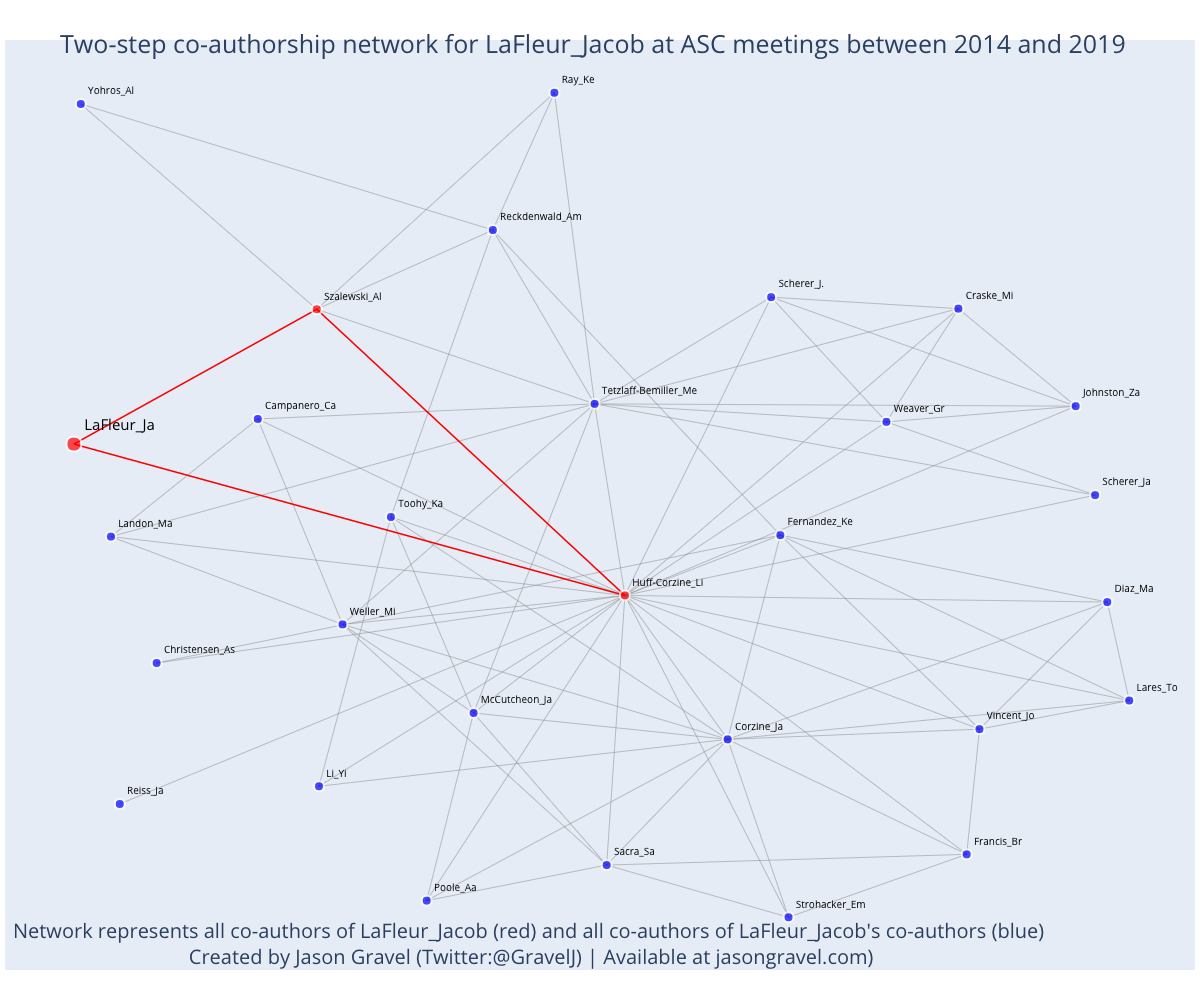 Two-step co-authorship network for LaFleur_Jacob at ASC meetings between 2014 and 2019
Ray_Ke
Yohros_Al
Reckdenwald_Am
Scherer_J.
Szalewski_Al
Craske_Mi
Tetzlaff-Bemiller_Me
Johnston_Za
Campanero_Ca
Weaver_Gr
LaFleur_Ja
Scherer_Ja
Toohy_Ka
Landon_Ma
Fernandez_Ke
Huff-Corzine_Li
Diaz_Ma
Weller_Mi
Christensen_As
Lares_To
McCutcheon_Ja
Vincent_Jo
Corzine_Ja
Li_Yi
Reiss_Ja
Francis_Br
Sacra_Sa
Poole_Aa
Strohacker_Em
Network represents all co-authors of LaFleur_Jacob (red) and all co-authors of LaFleur_Jacob's co-authors (blue)
Created by Jason Gravel (Twitter:@GravelJ) | Available at jasongravel.com)